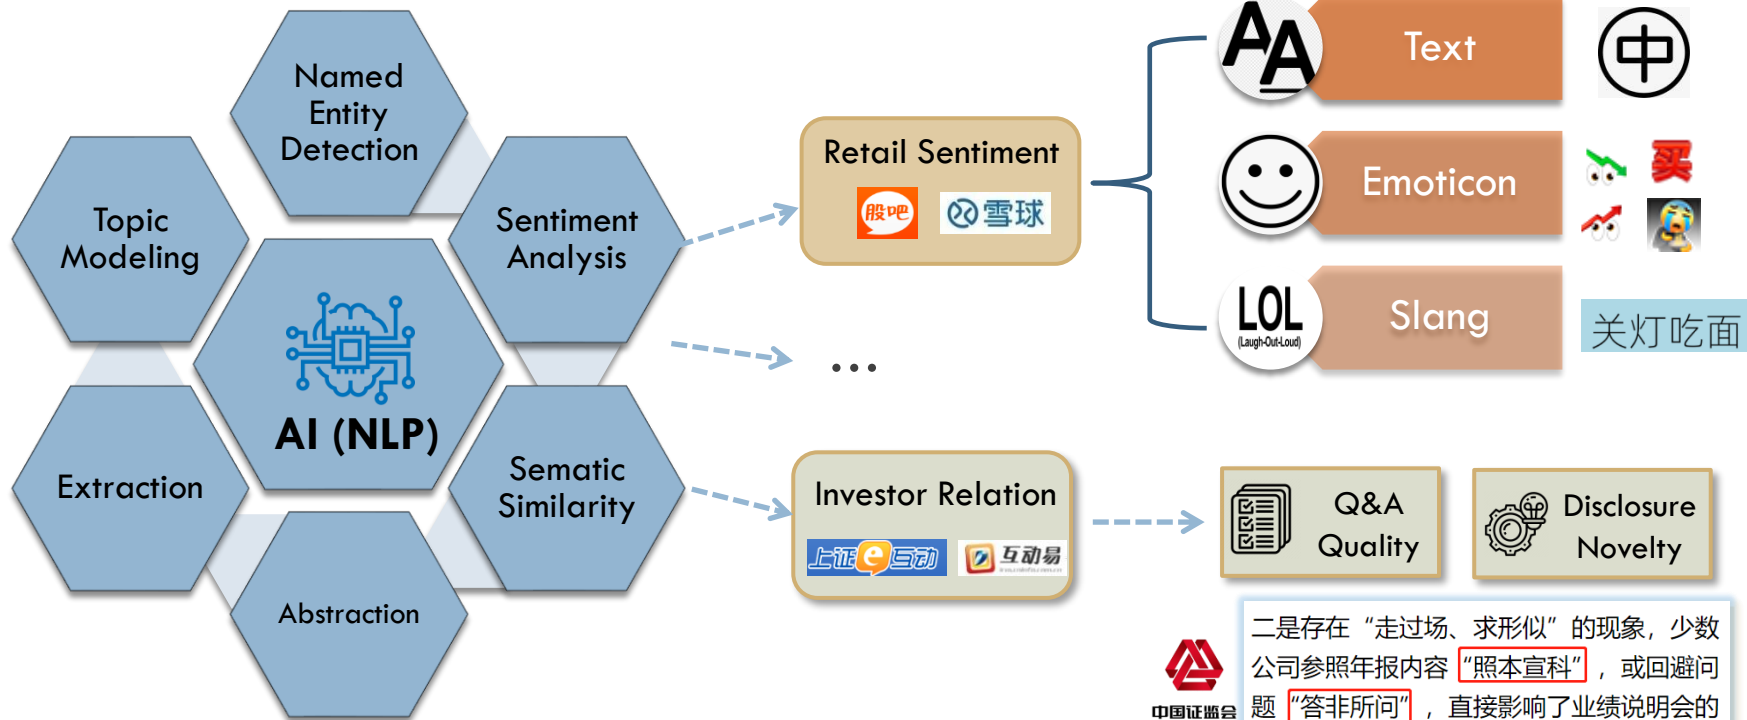 Named
Entity
Detection
Topic
Modeling
Sentiment
Analysis
AI (NLP)
Extraction
Sematic
Similarity
Abstraction
Retail Sentiment
股吧
雪球
...
Investor Relation
上证e互动
互动易
AA
Text
中
Emoticon
买
LOL
(Laugh-Out-Loud)
Slang
关灯吃面
Q&A
Quality
Disclosure
Novelty
中国证监会
二是存在“走过场、求形似”的现象，少数
公司参照年报内容“照本宣科”，或回避问
题“答非所问”，直接影响了业绩说明会的